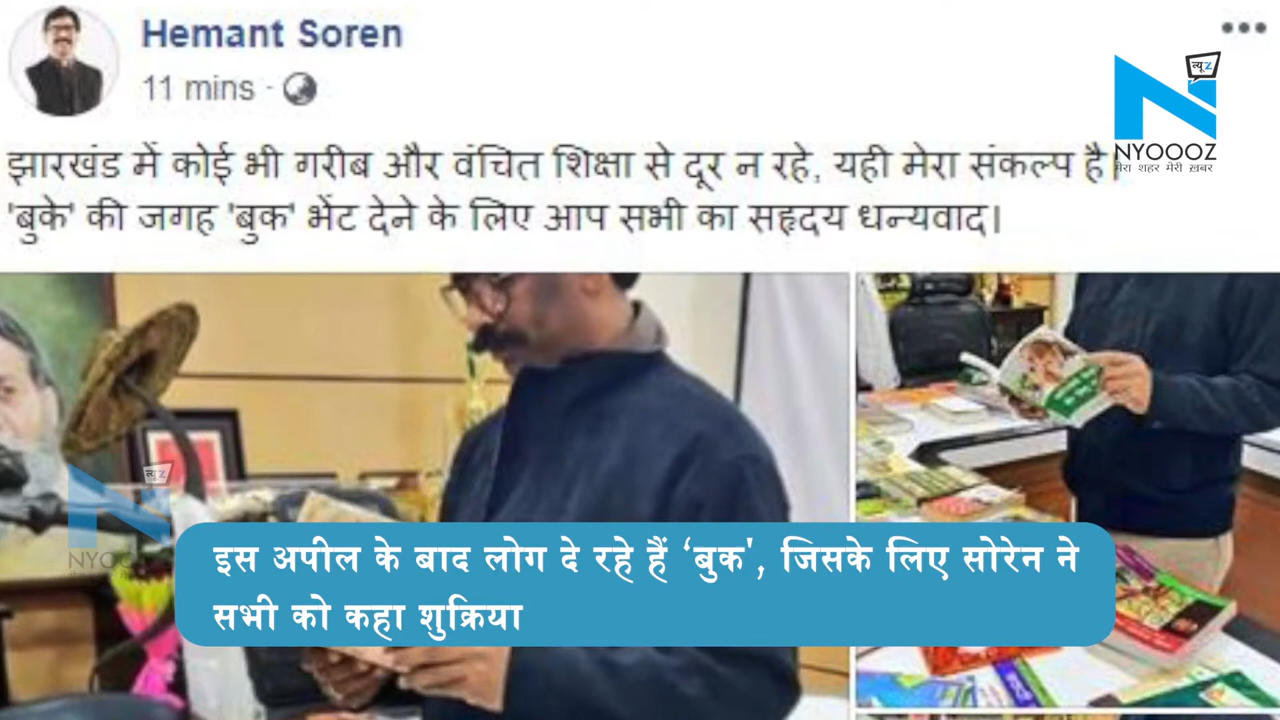 Hemant Soren
11 mins
झारखंड में कोई भी गरीब और वंचित शिक्षा से दूर न रहे, यही मेरा संकल्प है।
'बुके' की जगह 'बुक' भेंट देने के लिए आप सभी का सहृदय धन्यवाद।
न्यूz
NYOOOZ
मेरा शहर मेरी ख़बर
न्यूz
NYOOOZ
इस अपील के बाद लोग दे रहे हैं ‘बुक', जिसके लिए सोरेन ने
सभी को कहा शुक्रिया